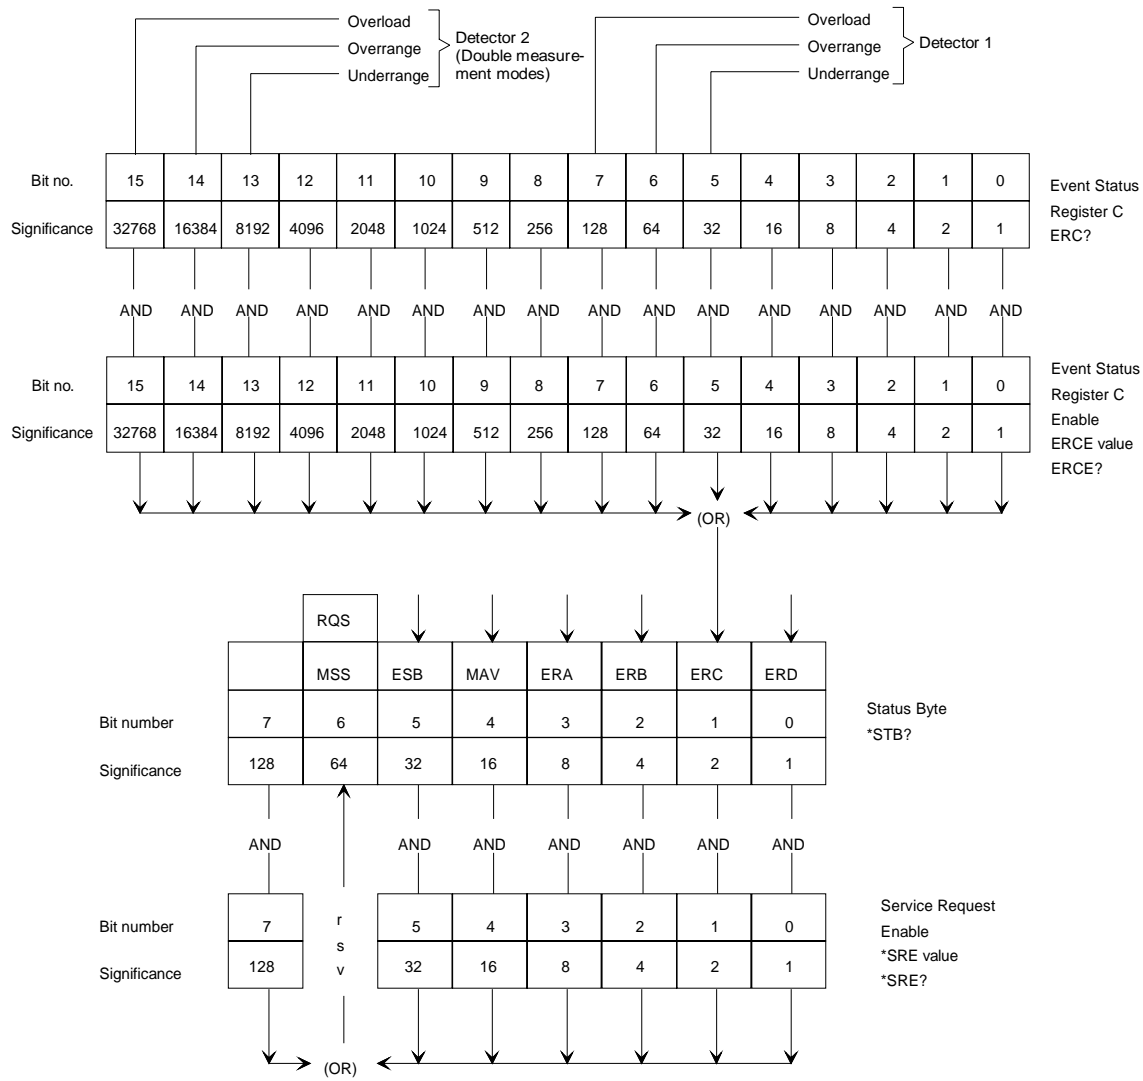 Overload
Overrange
Underrange
Detector 2
(Double measure-
ment modes)
Overload
Overrange
Underrange
Detector 1
Bit no. 15 14 13 12 11 10 9 8 7 6 5 4 3 2 1 0
Significance 32768 16384 8192 4096 2048 1024 512 256 128 64 32 16 8 4 2 1
Event Status
Register C
ERC?
AND AND AND AND AND AND AND AND AND AND AND AND AND AND AND AND
Bit no. 15 14 13 12 11 10 9 8 7 6 5 4 3 2 1 0
Significance 32768 16384 8192 4096 2048 1024 512 256 128 64 32 16 8 4 2 1
Event Status
Register C
Enable
ERCE value
ERCE?
(OR)
RQS
MSS ESB MAV ERA ERB ERC ERD
Bit number 7 6 5 4 3 2 1 0
Significance 128 64 32 16 8 4 2 1
Status Byte
*STB?
AND AND AND AND AND AND AND
Bit number 7 5 4 3 2 1 0
Significance 128 32 16 8 4 2 1
r
s
v
Service Request
Enable
*SRE value
*SRE?
(OR)